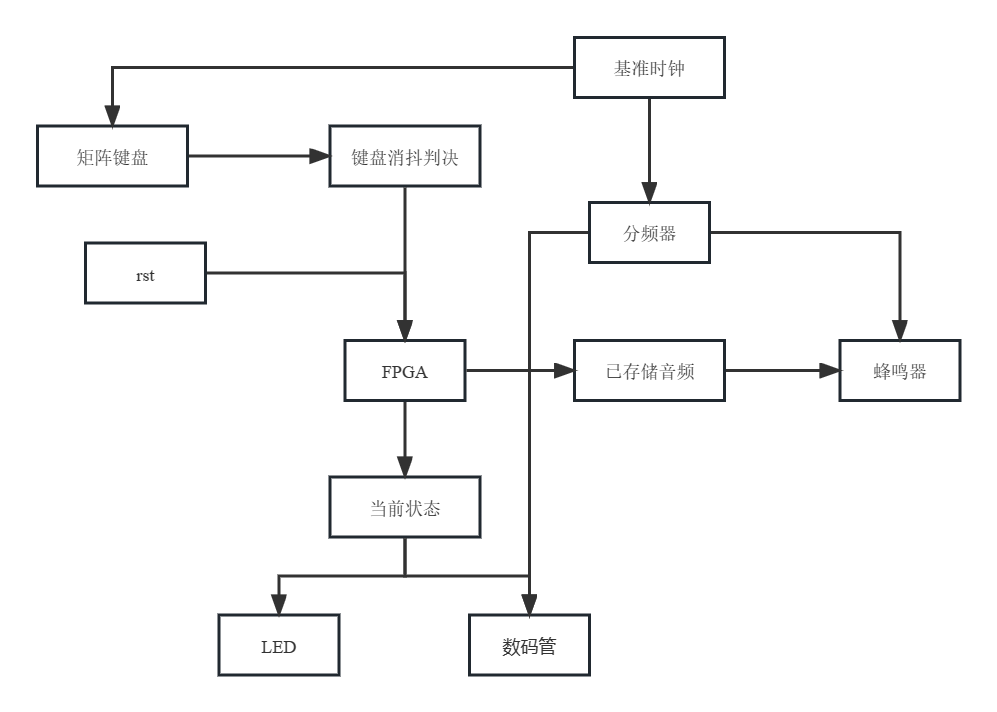 基准时钟
矩阵键盘
键盘消抖判决
分频器
rst
FPGA
已存储音频
蜂鸣器
当前状态
LED
数码管